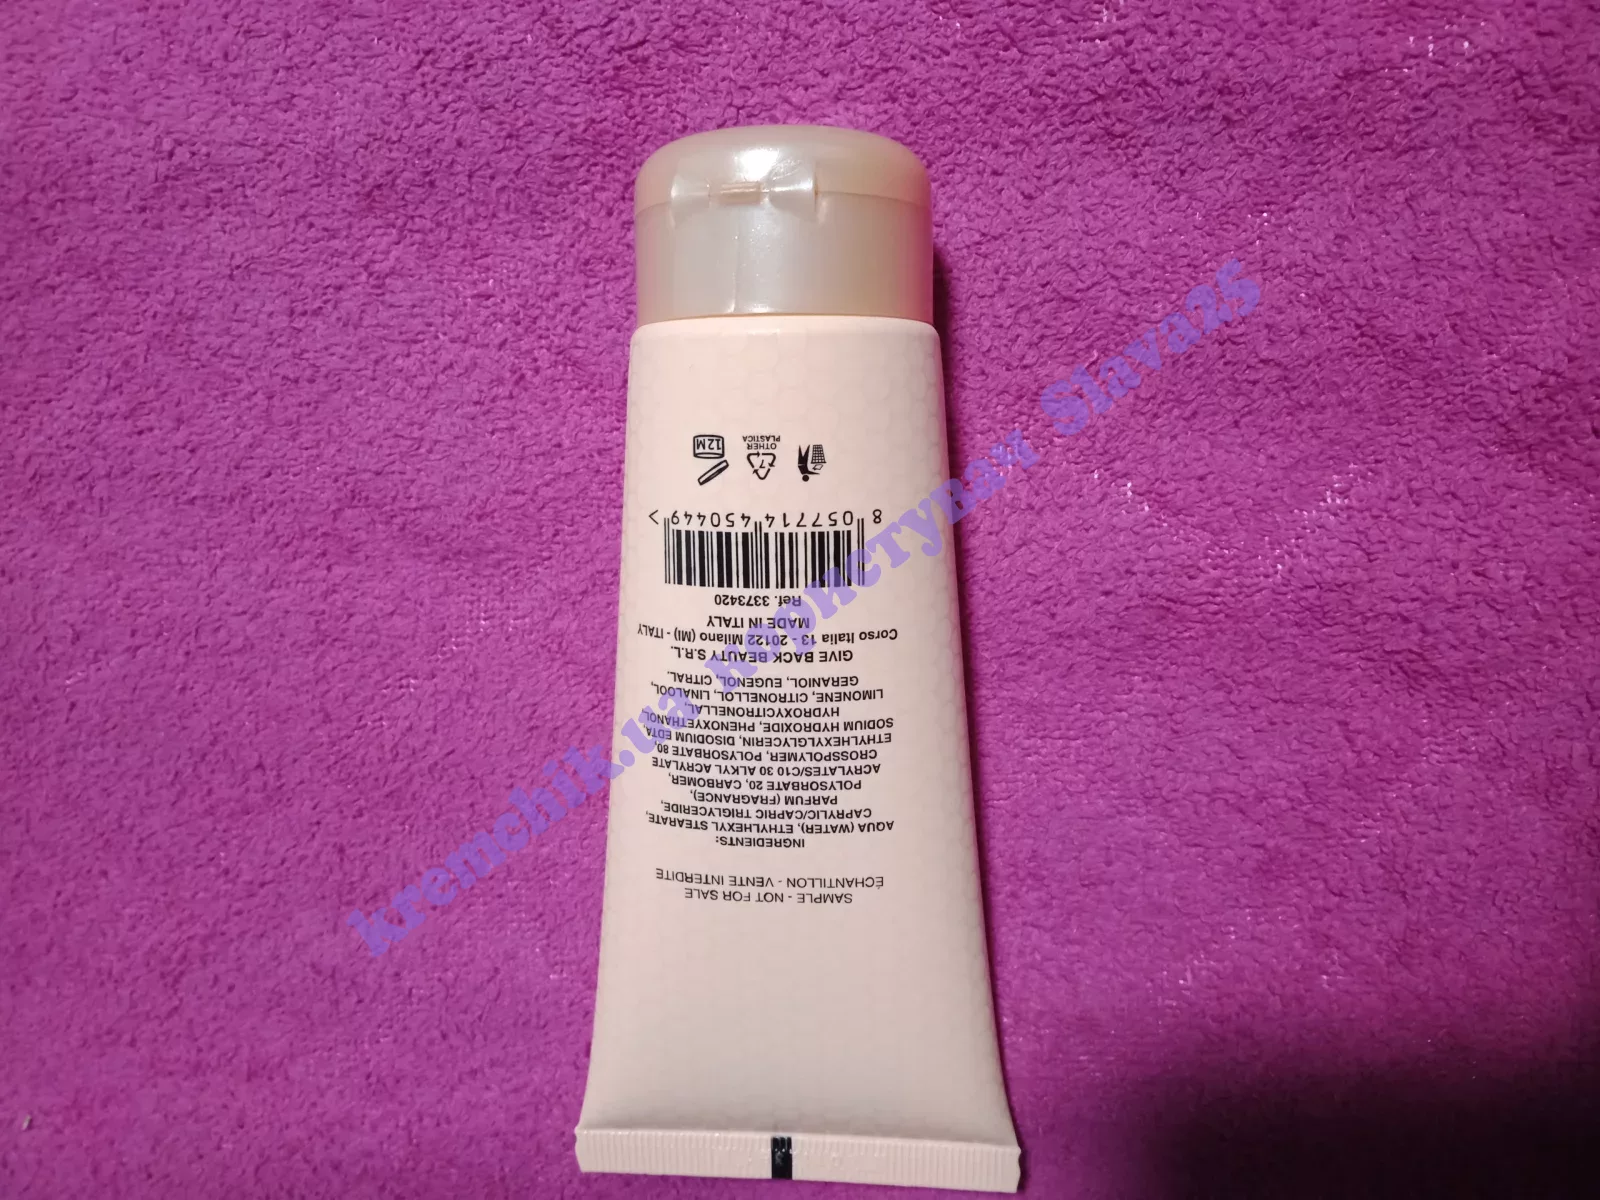 SAMPLE - NOT FOR SALE
ÉCHANTILLON - VENTE INTERDITE
INGREDIENTS:
AQUA (WATER), ETHYLHEXYL STEARATE,
CAPRYLIC/CAPRIC TRIGLYCERIDE,
PARFUM (FRAGRANCE),
POLYSORBATE 20, CARBOMER,
ACRYLATES/C10 30 ALKYL ACRYLATE
CROSSPOLYMER, POLYSORBATE 80,
ETHYLHEXYLGLYCERIN, DISODIUM EDTA,
SODIUM HYDROXIDE, PHENOXYETHANOL,
HYDROXYCITRONELLAL,
LIMONENE, CITRONELLOL, LINALOOL,
GERANIOL, EUGENOL, CITRAL.
GIVE BACK BEAUTY S.R.L.
Corso Italia 13 - 20122 Milano (MI) - ITALY
MADE IN ITALY
Ref. 3373420
8 057714 450449 >
7
OTHER
PLASTICA
12M
kremchik.ua користувач Slava25